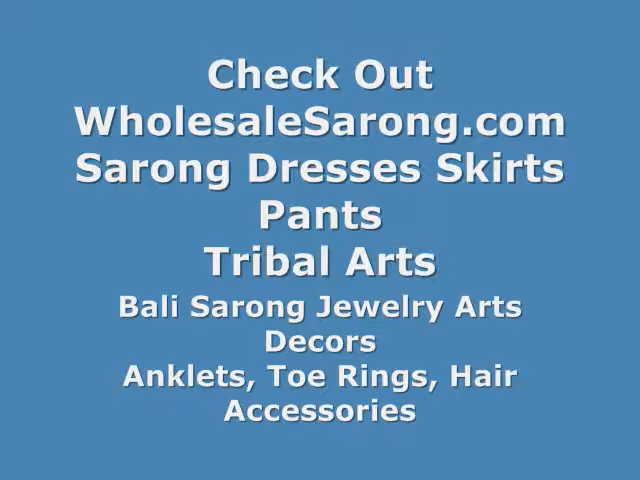 Check Out
WholesaleSarong.com
Sarong Dresses Skirts
Pants
Tribal Arts
Bali Sarong Jewelry Arts
Decors
Anklets, Toe Rings, Hair
Accessories